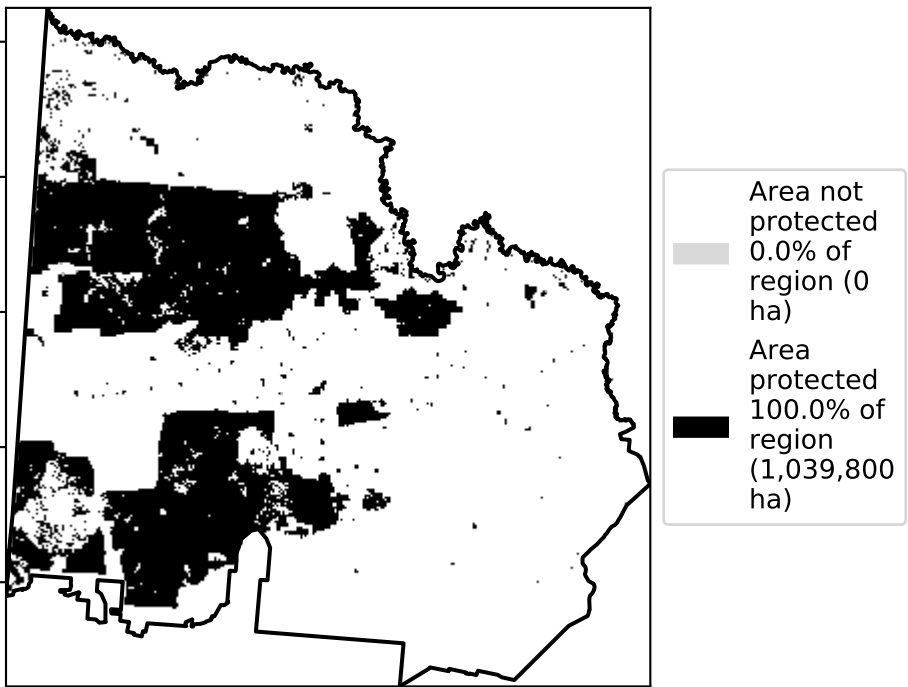 Area not
protected
0.0% of
region (0
ha)
Area
protected
100.0% of
region
(1,039,800
ha)